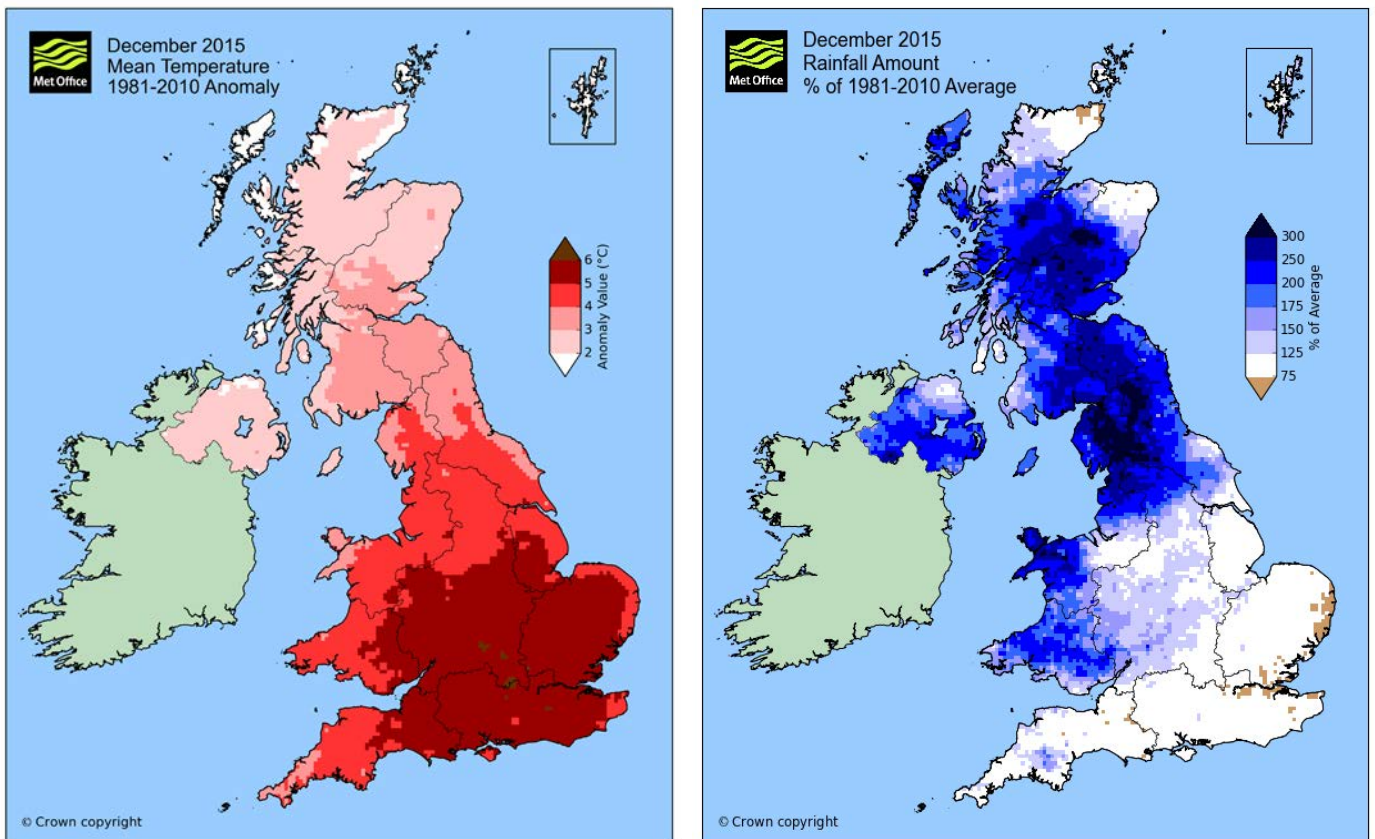 Met Office
December 2015
Mean Temperature
1981-2010 Anomaly
6
5
4
3
2
Anomaly Value (°C)
© Crown copyright
Met Office
December 2015
Rainfall Amount
% of 1981-2010 Average
300
250
200
175
150
125
75
% of Average
© Crown copyright